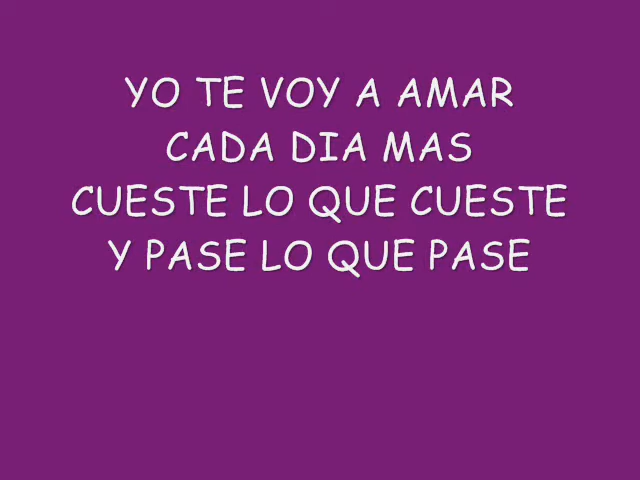 YO TE VOY A AMAR
CADA DIA MAS
CUESTE LO QUE CUESTE
Y PASE LO QUE PASE